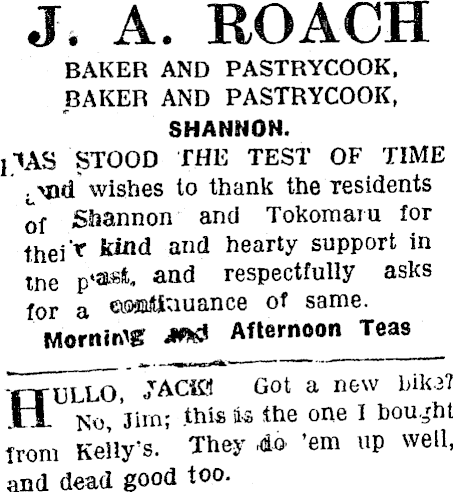 J. A. ROACH
BAKER AND PASTRYCOOK,
BAKER AND PASTRYCOOK,
SHANNON.
HAS STOOD THE TEST OF TIME
and wishes to thank the residents
of Shannon and Tokomaru for
their kind and hearty support in
the past, and respectfully asks
for a continuance of same.
Morning and Afternoon Teas
HULLO, JACK! Got a new bike?
No, Jim; this is the one I bought
from Kelly's. They do 'em up well,
and dead good too.